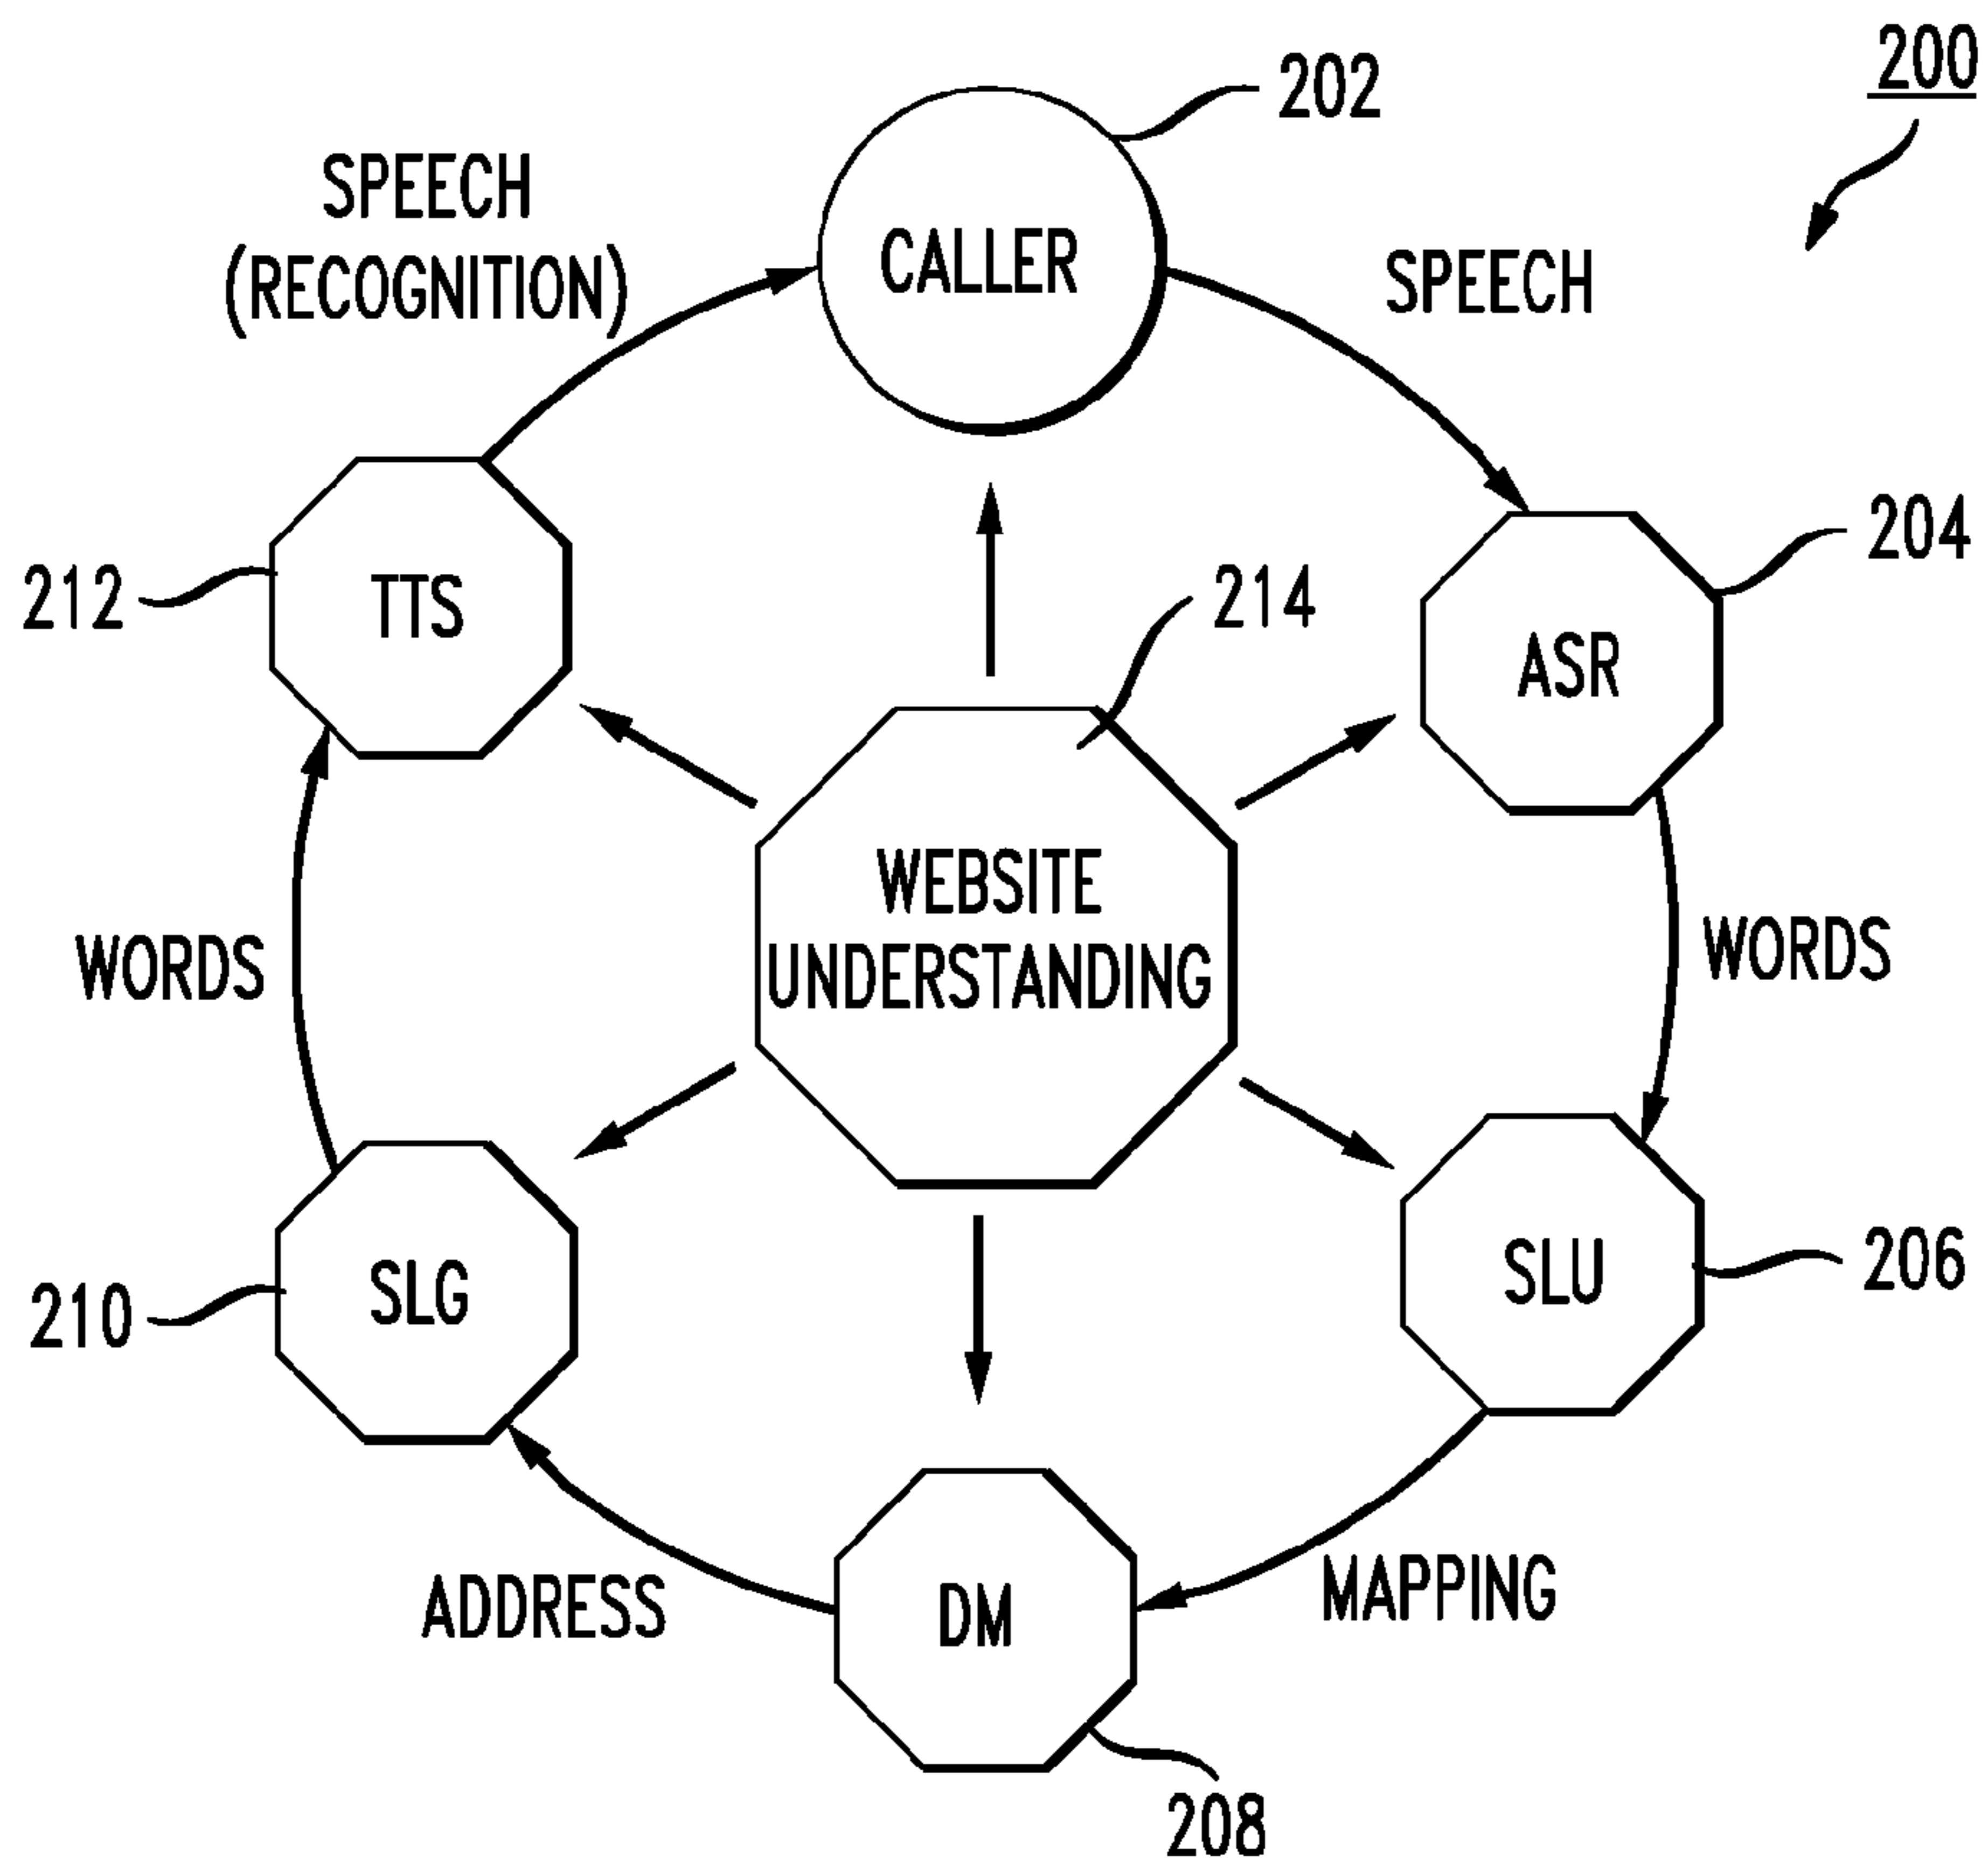 200
202
SPEECH
(RECOGNITION)
CALLER
SPEECH
204
212
TTS
214
ASR
WEBSITE
UNDERSTANDING
WORDS
WORDS
206
210
SLG
SLU
ADDRESS
DM
MAPPING
208